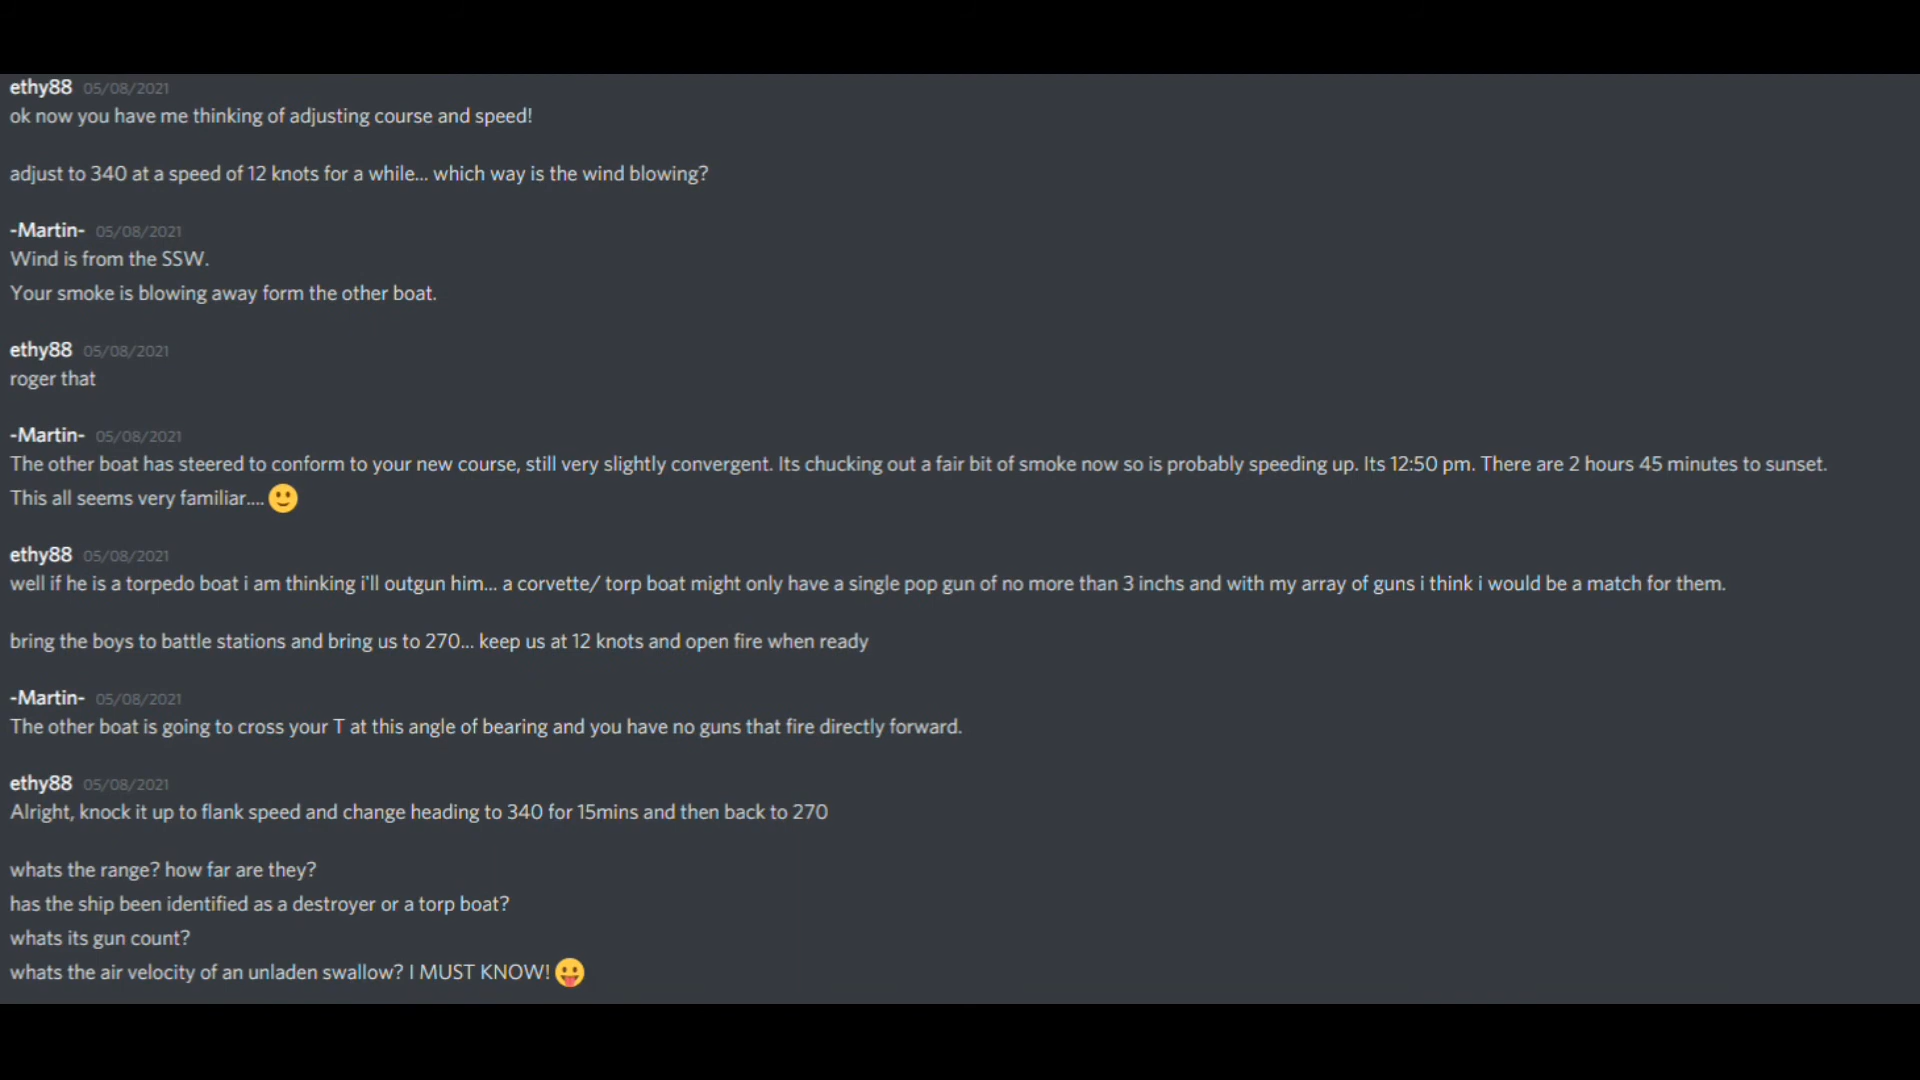 ethy88 05/08/2021
ok now you have me thinking of adjusting course and speed!
adjust to 340 at a speed of 12 knots for a while... which way is the wind blowing?
-Martin- 05/08/2021
Wind is from the SSW.
Your smoke is blowing away form the other boat.
ethy88 05/08/2021
roger that
-Martin- 05/08/2021
The other boat has steered to conform to your new course, still very slightly convergent. Its chucking out a fair bit of smoke now so is probably speeding up. Its 12:50 pm. There are 2 hours 45 minutes to sunset.
This all seems very familiar.... 🙂
ethy88 05/08/2021
well if he is a torpedo boat i am thinking i'll outgun him... a corvette/ torp boat might only have a single pop gun of no more than 3 inchs and with my array of guns i think i would be a match for them.
bring the boys to battle stations and bring us to 270... keep us at 12 knots and open fire when ready
-Martin- 05/08/2021
The other boat is going to cross your T at this angle of bearing and you have no guns that fire directly forward.
ethy88 05/08/2021
Alright, knock it up to flank speed and change heading to 340 for 15mins and then back to 270
whats the range? how far are they?
has the ship been identified as a destroyer or a torp boat?
whats its gun count?
whats the air velocity of an unladen swallow? I MUST KNOW! 😛